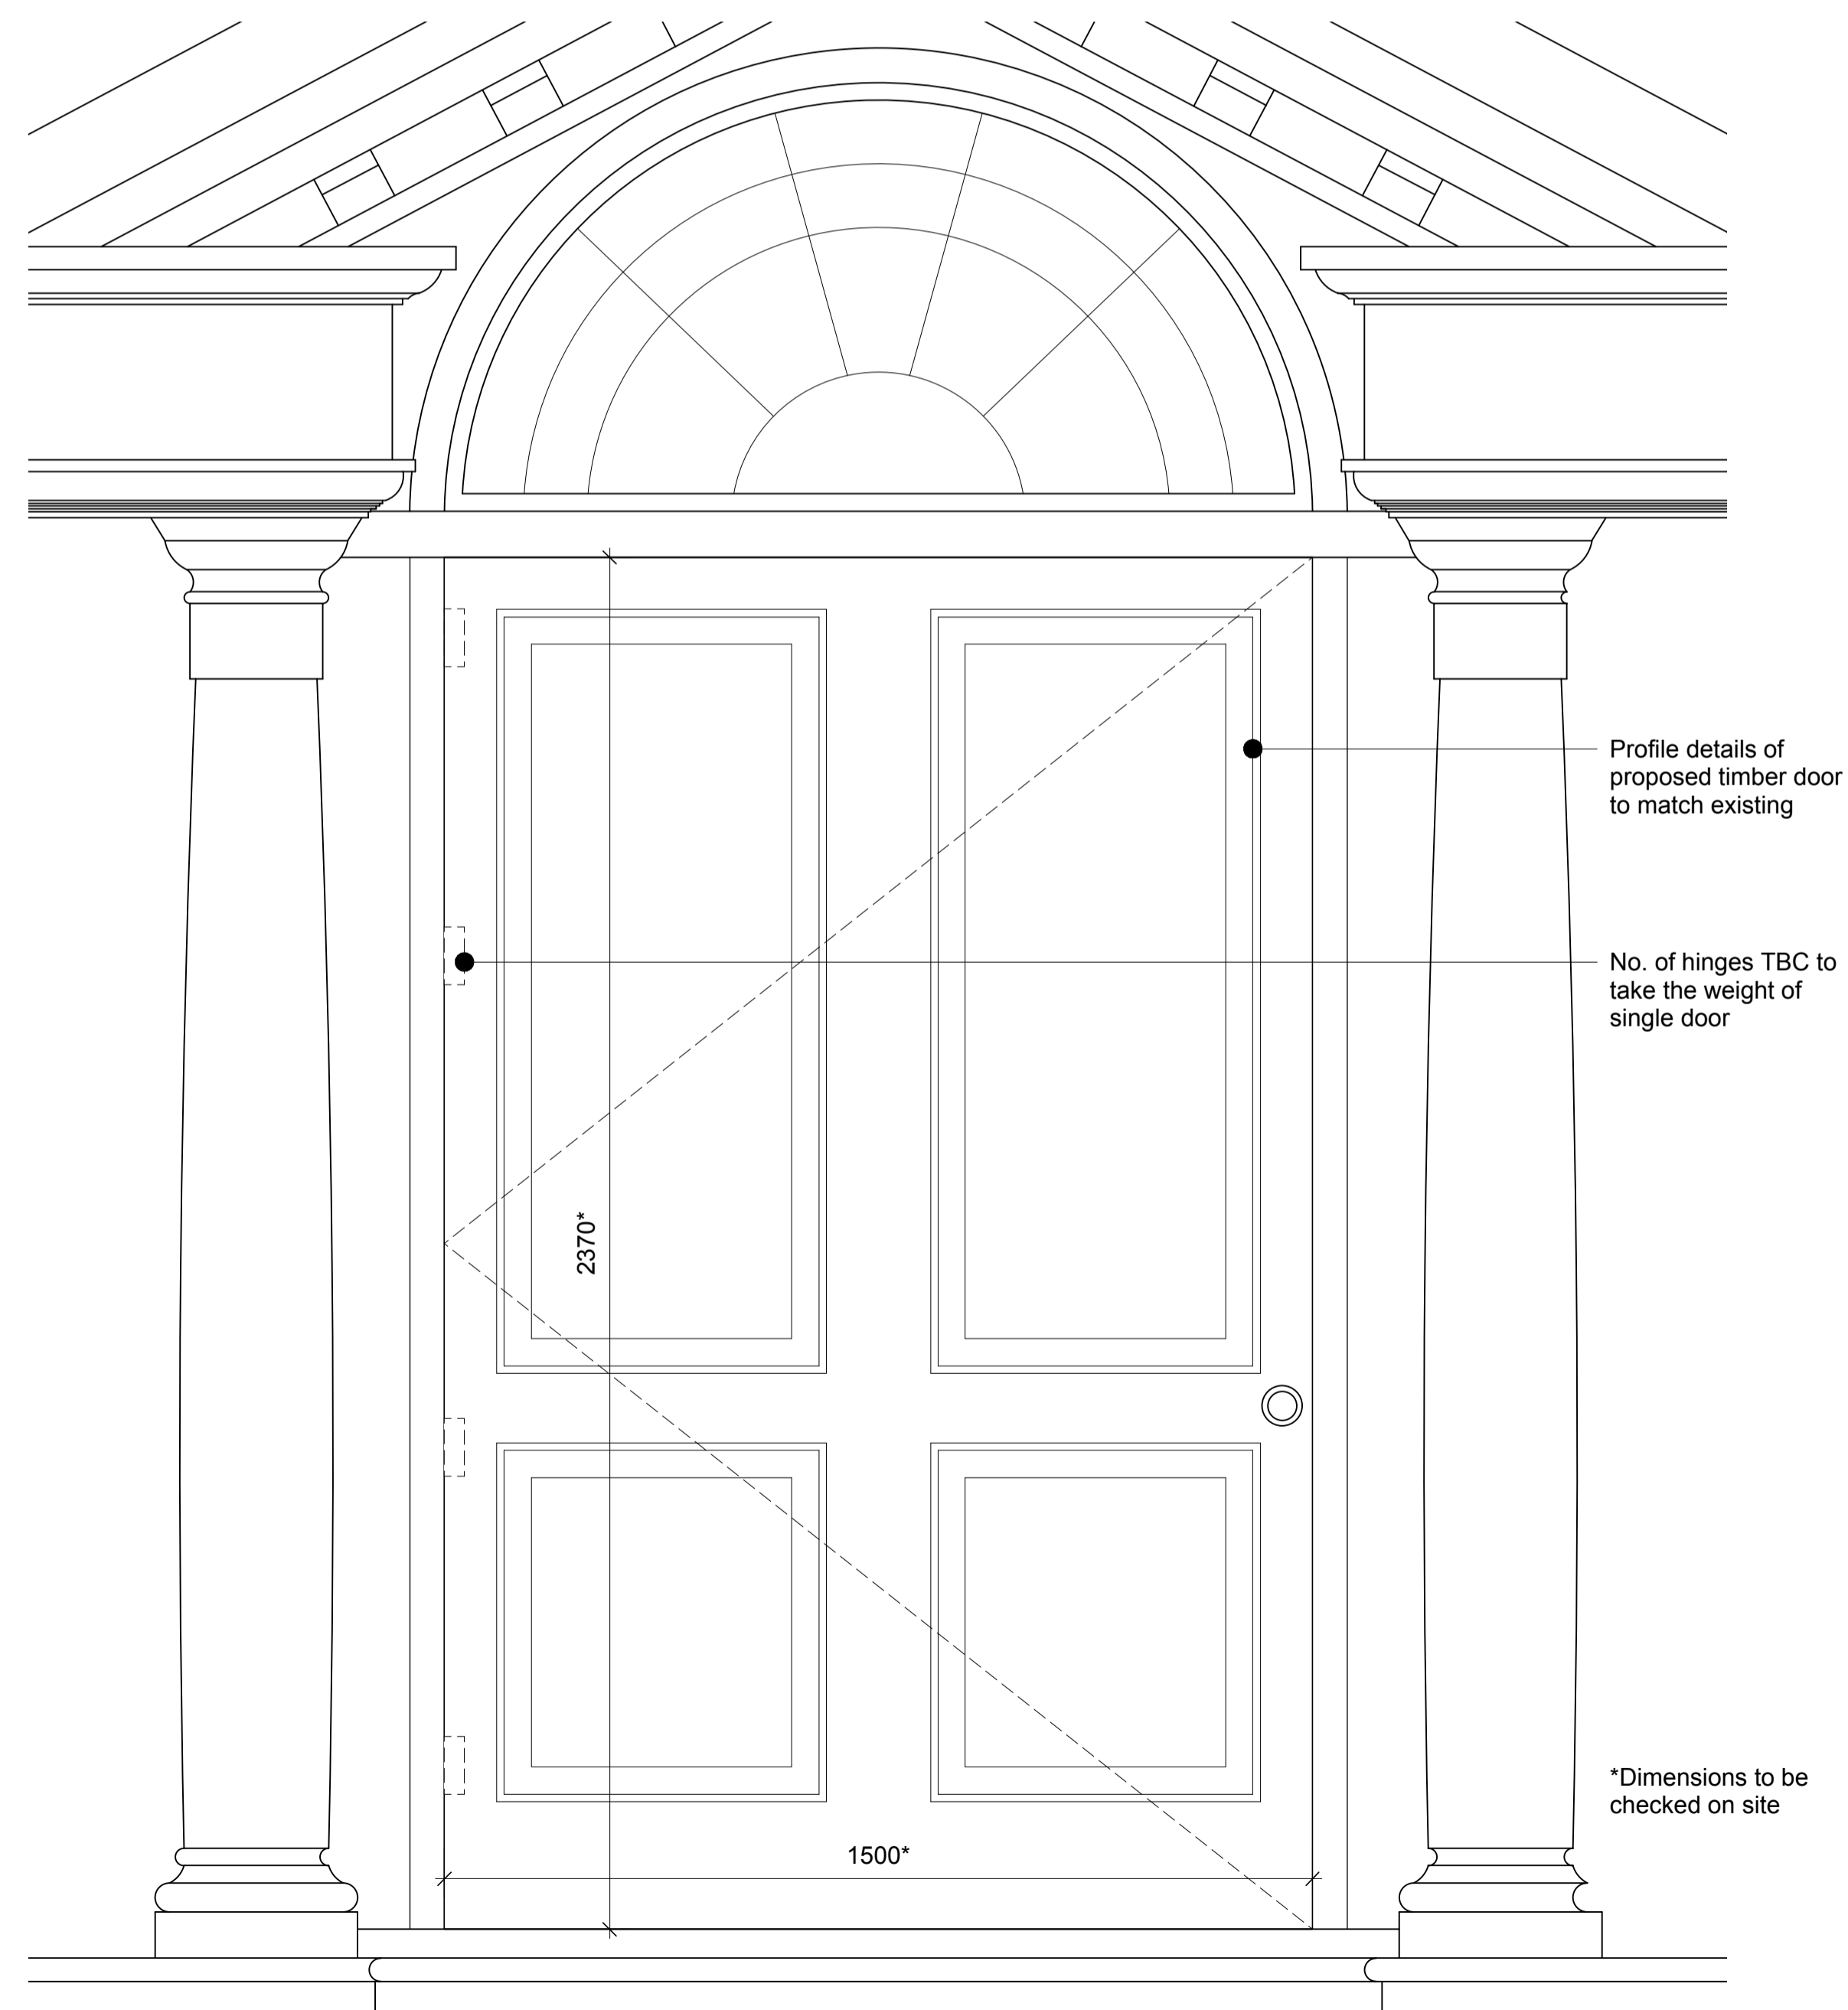 Profile details of
proposed timber door
to match existing
No. of hinges TBC to
take the weight of
single door
2370*
*Dimensions to be
checked on site
1500*